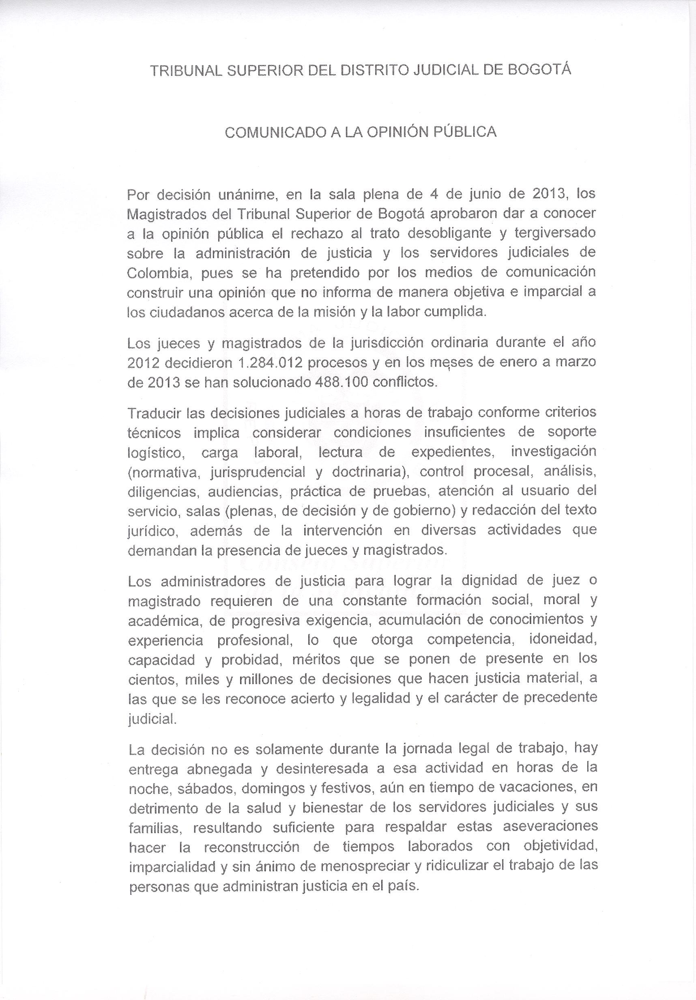 TRIBUNAL SUPERIOR DEL DISTRITO JUDICIAL DE BOGOTÁ
COMUNICADO A LA OPINIÓN PÚBLICA
Por decisión unánime, en la sala plena de 4 de junio de 2013, los
Magistrados del Tribunal Superior de Bogotá aprobaron dar a conocer
a la opinión pública el rechazo al trato desobligante y tergiversado
sobre la administración de justicia y los servidores judiciales de
Colombia, pues se ha pretendido por los medios de comunicación
construir una opinión que no informa de manera objetiva e imparcial a
los ciudadanos acerca de la misión y la labor cumplida.
Los jueces y magistrados de la jurisdicción ordinaria durante el año
2012 decidieron 1.284.012 procesos y en los meses de enero a marzo
de 2013 se han solucionado 488.100 conflictos.
Traducir las decisiones judiciales a horas de trabajo conforme criterios
técnicos implica considerar condiciones insuficientes de soporte
logístico, carga laboral, lectura de expedientes, investigación
(normativa, jurisprudencial y doctrinaria), control procesal, análisis,
diligencias, audiencias, práctica de pruebas, atención al usuario del
servicio, salas (plenas, de decisión y de gobierno) y redacción del texto
jurídico, además de la intervención en diversas actividades que
demandan la presencia de jueces y magistrados.
Los administradores de justicia para lograr la dignidad de juez o
magistrado requieren de una constante formación social, moral y
académica, de progresiva exigencia, acumulación de conocimientos y
experiencia profesional, lo que otorga competencia, idoneidad,
capacidad y probidad, méritos que se ponen de presente en los
cientos, miles y millones de decisiones que hacen justicia material, a
las que se les reconoce acierto y legalidad y el carácter de precedente
judicial.
La decisión no es solamente durante la jornada legal de trabajo, hay
entrega abnegada y desinteresada a esa actividad en horas de la
noche, sábados, domingos y festivos, aún en tiempo de vacaciones, en
detrimento de la salud y bienestar de los servidores judiciales y sus
familias, resultando suficiente para respaldar estas aseveraciones
hacer la reconstrucción de tiempos laborados con objetividad,
imparcialidad y sin ánimo de menospreciar y ridiculizar el trabajo de las
personas que administran justicia en el país.